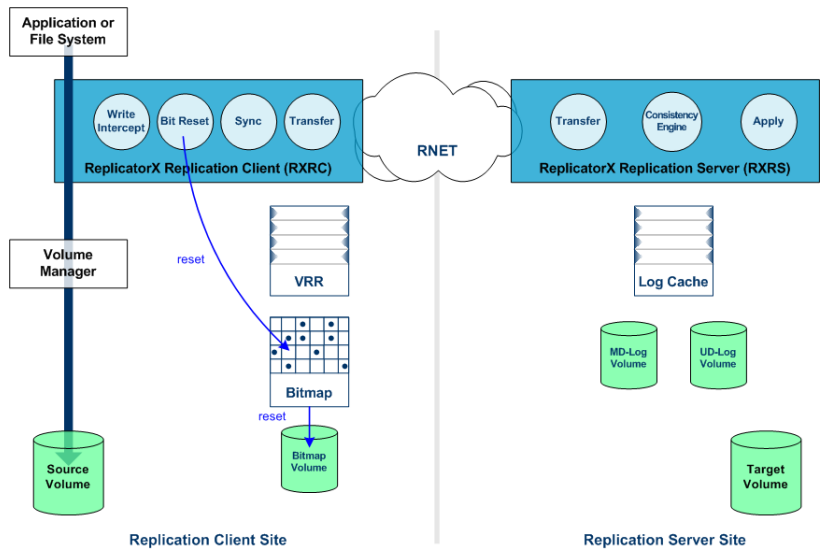 Application or
File System
Write
Intercept
Bit Reset
Sync
Transfer
ReplicatorX Replication Client (RXRC)
RNET
Transfer
Consistency
Engine
Apply
ReplicatorX Replication Server (RXRS)
Volume
Manager
reset
VRR
Log Cache
Bitmap
MD-Log
Volume
UD-Log
Volume
reset
Bitmap
Volume
Source
Volume
Target
Volume
Replication Client Site
Replication Server Site